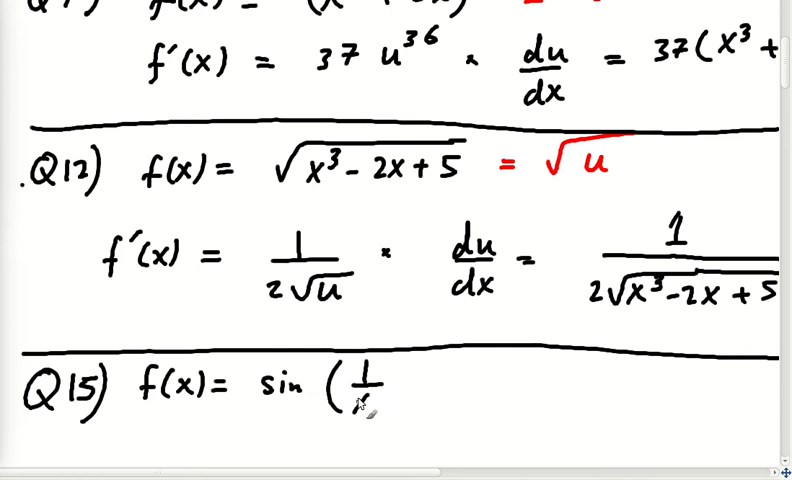 f'(x) = 37 u^36 × du/dx = 37(x³ +
Q12) f(x) = √(x³ - 2x + 5) = √u
f'(x) = 1/(2√u) × du/dx = 1/(2√(x³ - 2x + 5
Q15) f(x) = sin (1/